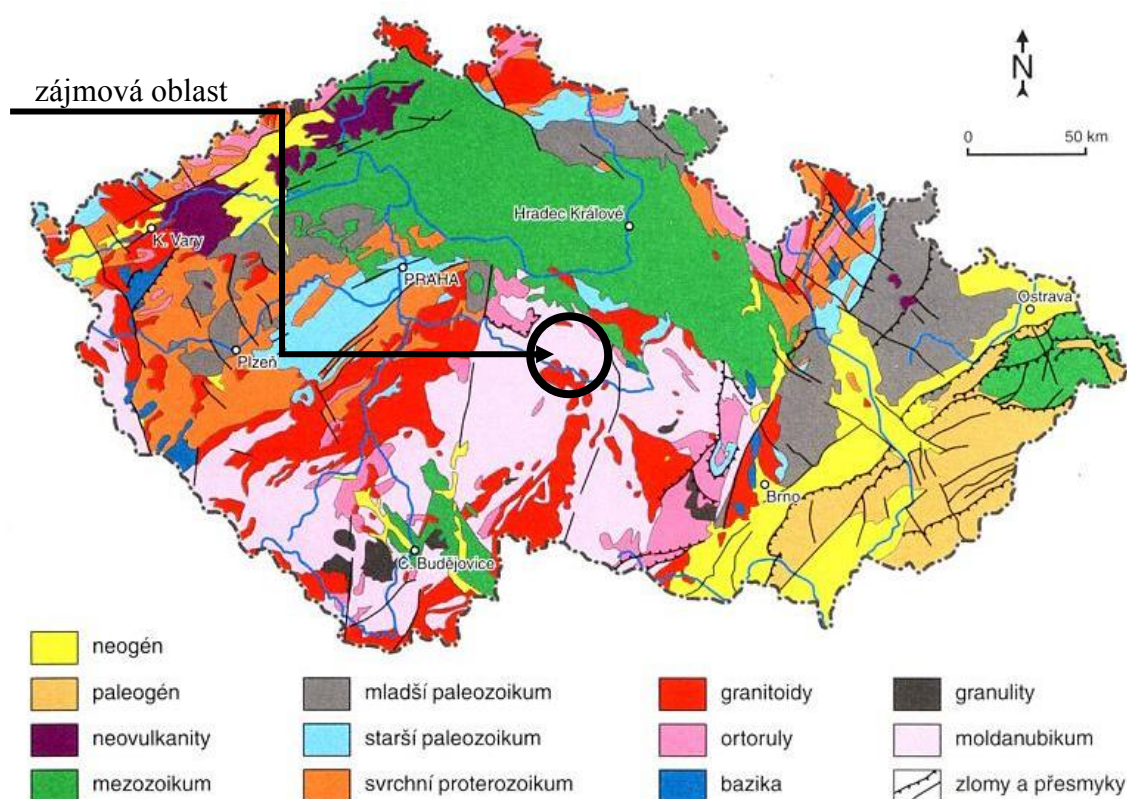 zájmová oblast
N
0 50 km
Hradec Králové
K. Vary
PRAHA
Ostrava
Plzeň
Brno
Č. Budějovice
neogén
paleogén
mladší paleozoikum
granitoidy
granulity
neovulkanity
starší paleozoikum
ortoruly
moldanubikum
mezozoikum
svrchní proterozoikum
bazika
zlomy a přesmyky